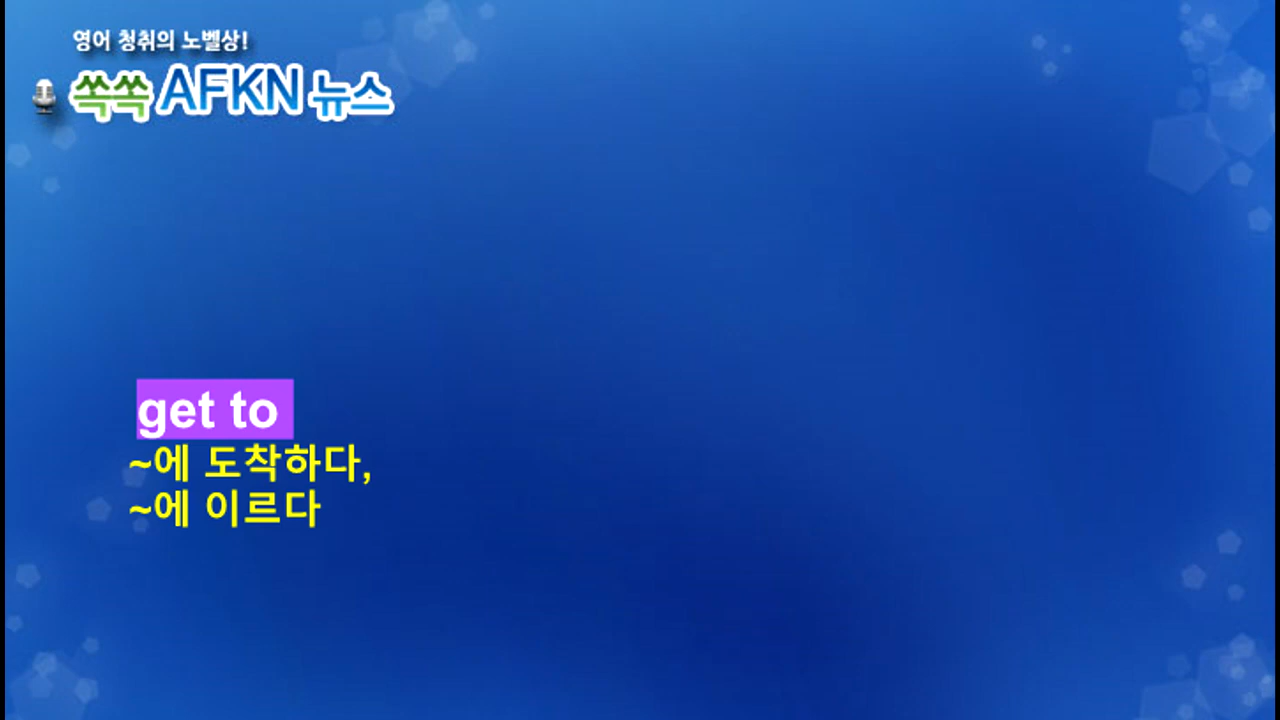 영어 청취의 노벨상!
쏙쏙 AFKN 뉴스
get to
~에 도착하다,
~에 이르다